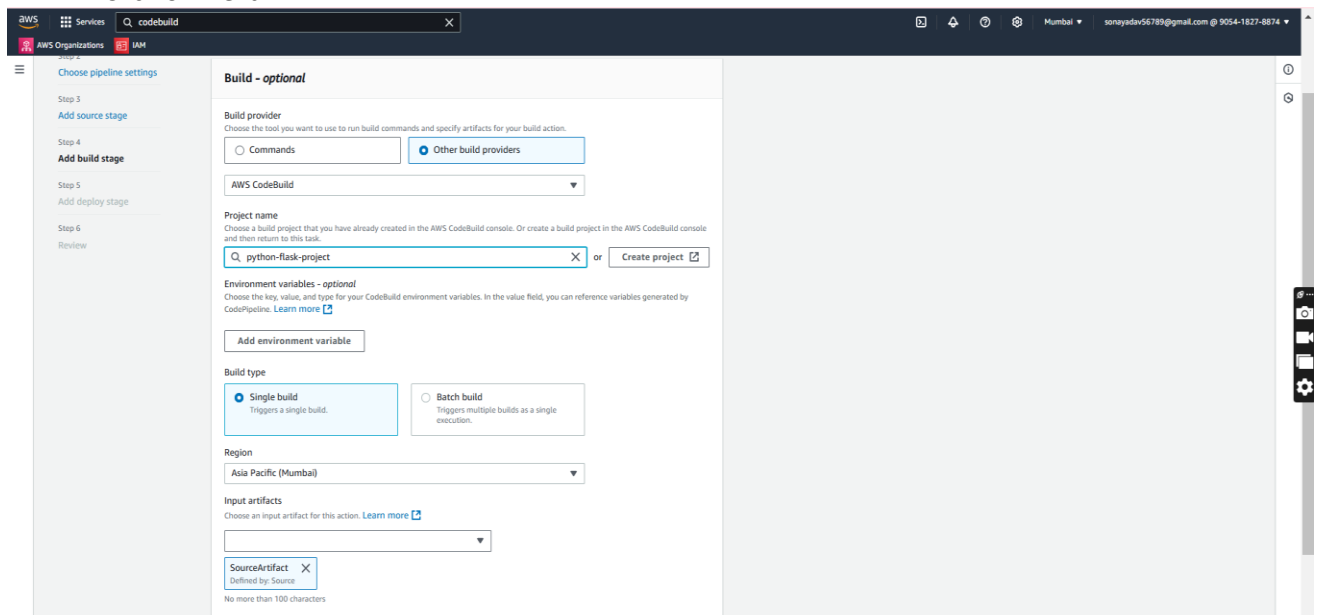 aws
Services
codebuild
Mumbai
sonayadav56789@gmail.com @ 9054-1827-8874
AWS Organizations
IAM
Step 2
Choose pipeline settings
Step 3
Add source stage
Step 4
Add build stage
Step 5
Add deploy stage
Step 6
Review
Build - optional
Build provider
Choose the tool you want to use to run build commands and specify artifacts for your build action.
Commands
Other build providers
AWS CodeBuild
Project name
Choose a build project that you have already created in the AWS CodeBuild console. Or create a build project in the AWS CodeBuild console
and then return to this task.
python-flask-project
or
Create project
Environment variables - optional
Choose the key, value, and type for your CodeBuild environment variables. In the value field, you can reference variables generated by
CodePipeline. Learn more
Add environment variable
Build type
Single build
Triggers a single build.
Batch build
Triggers multiple builds as a single
execution.
Region
Asia Pacific (Mumbai)
Input artifacts
Choose an input artifact for this action. Learn more
SourceArtifact
Defined by: Source
No more than 100 characters